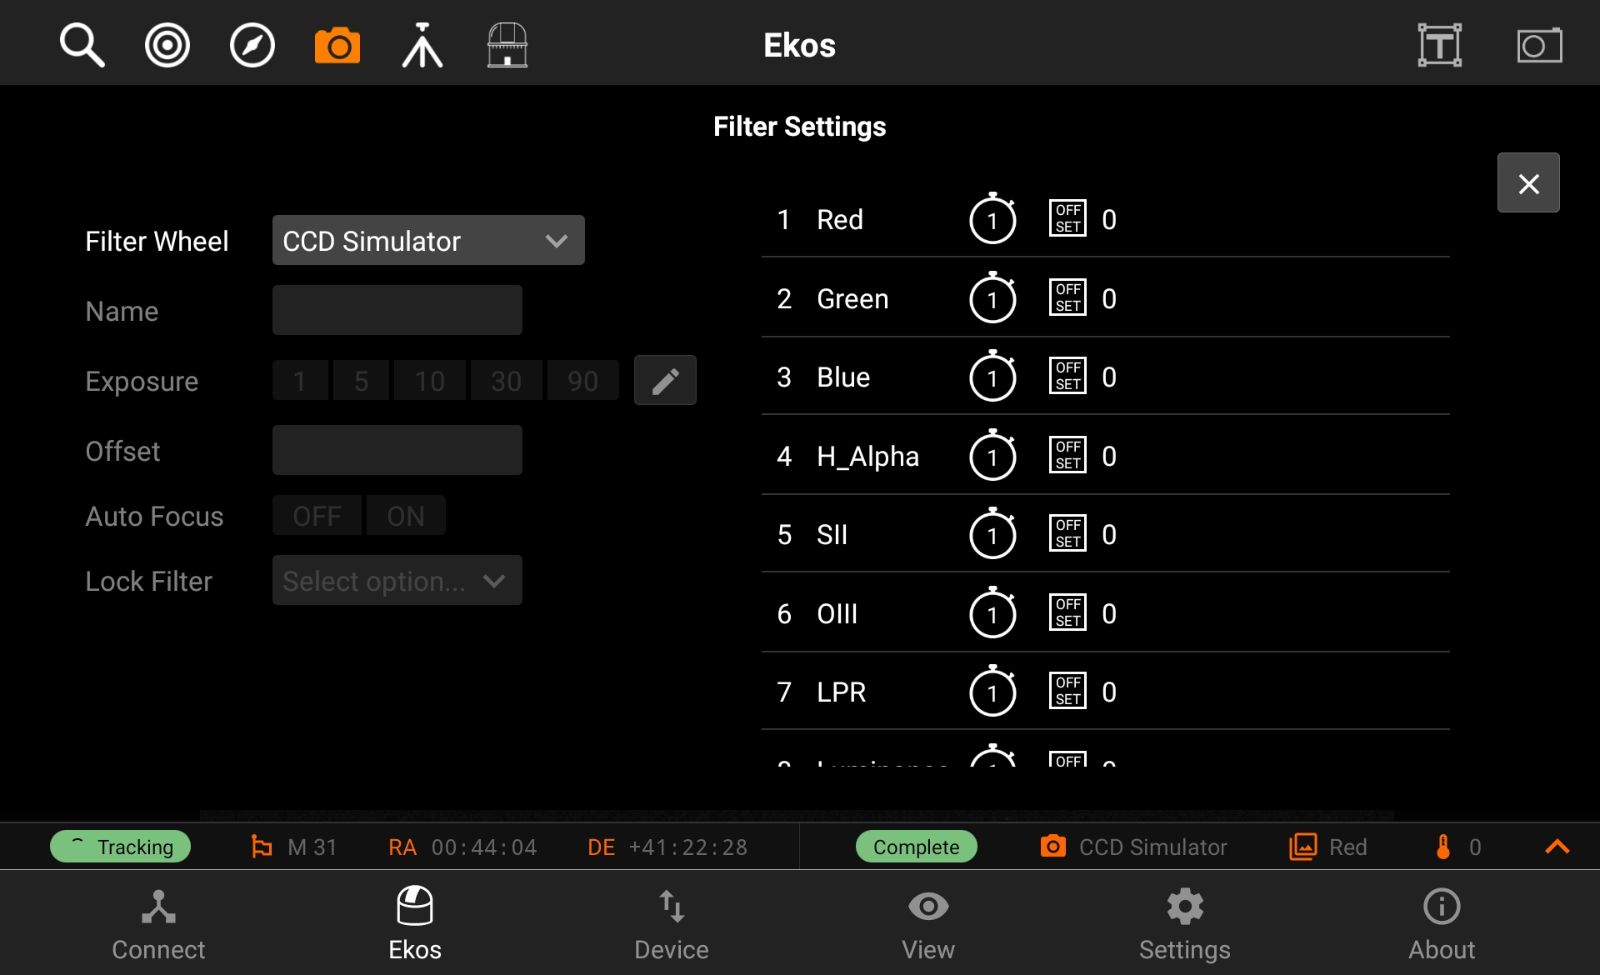 Ekos
T
Filter Settings
Filter Wheel CCD Simulator
Name
Exposure 1 5 10 30 90
Offset
Auto Focus OFF ON
Lock Filter Select option...
1 Red 1 OFF SET 0
2 Green 1 OFF SET 0
3 Blue 1 OFF SET 0
4 H_Alpha 1 OFF SET 0
5 SII 1 OFF SET 0
6 OIII 1 OFF SET 0
7 LPR 1 OFF SET 0
8 Luminance 1 OFF 0
Tracking M 31 RA 00:44:04 DE +41:22:28 Complete CCD Simulator Red 0
Connect Ekos Device View Settings About